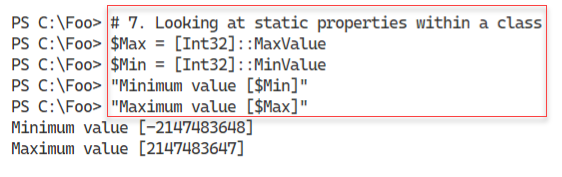 PS C:\Foo> # 7. Looking at static properties within a class
PS C:\Foo> $Max = [Int32]::MaxValue
PS C:\Foo> $Min = [Int32]::MinValue
PS C:\Foo> "Minimum value [$Min]"
PS C:\Foo> "Maximum value [$Max]"
Minimum value [-2147483648]
Maximum value [2147483647]